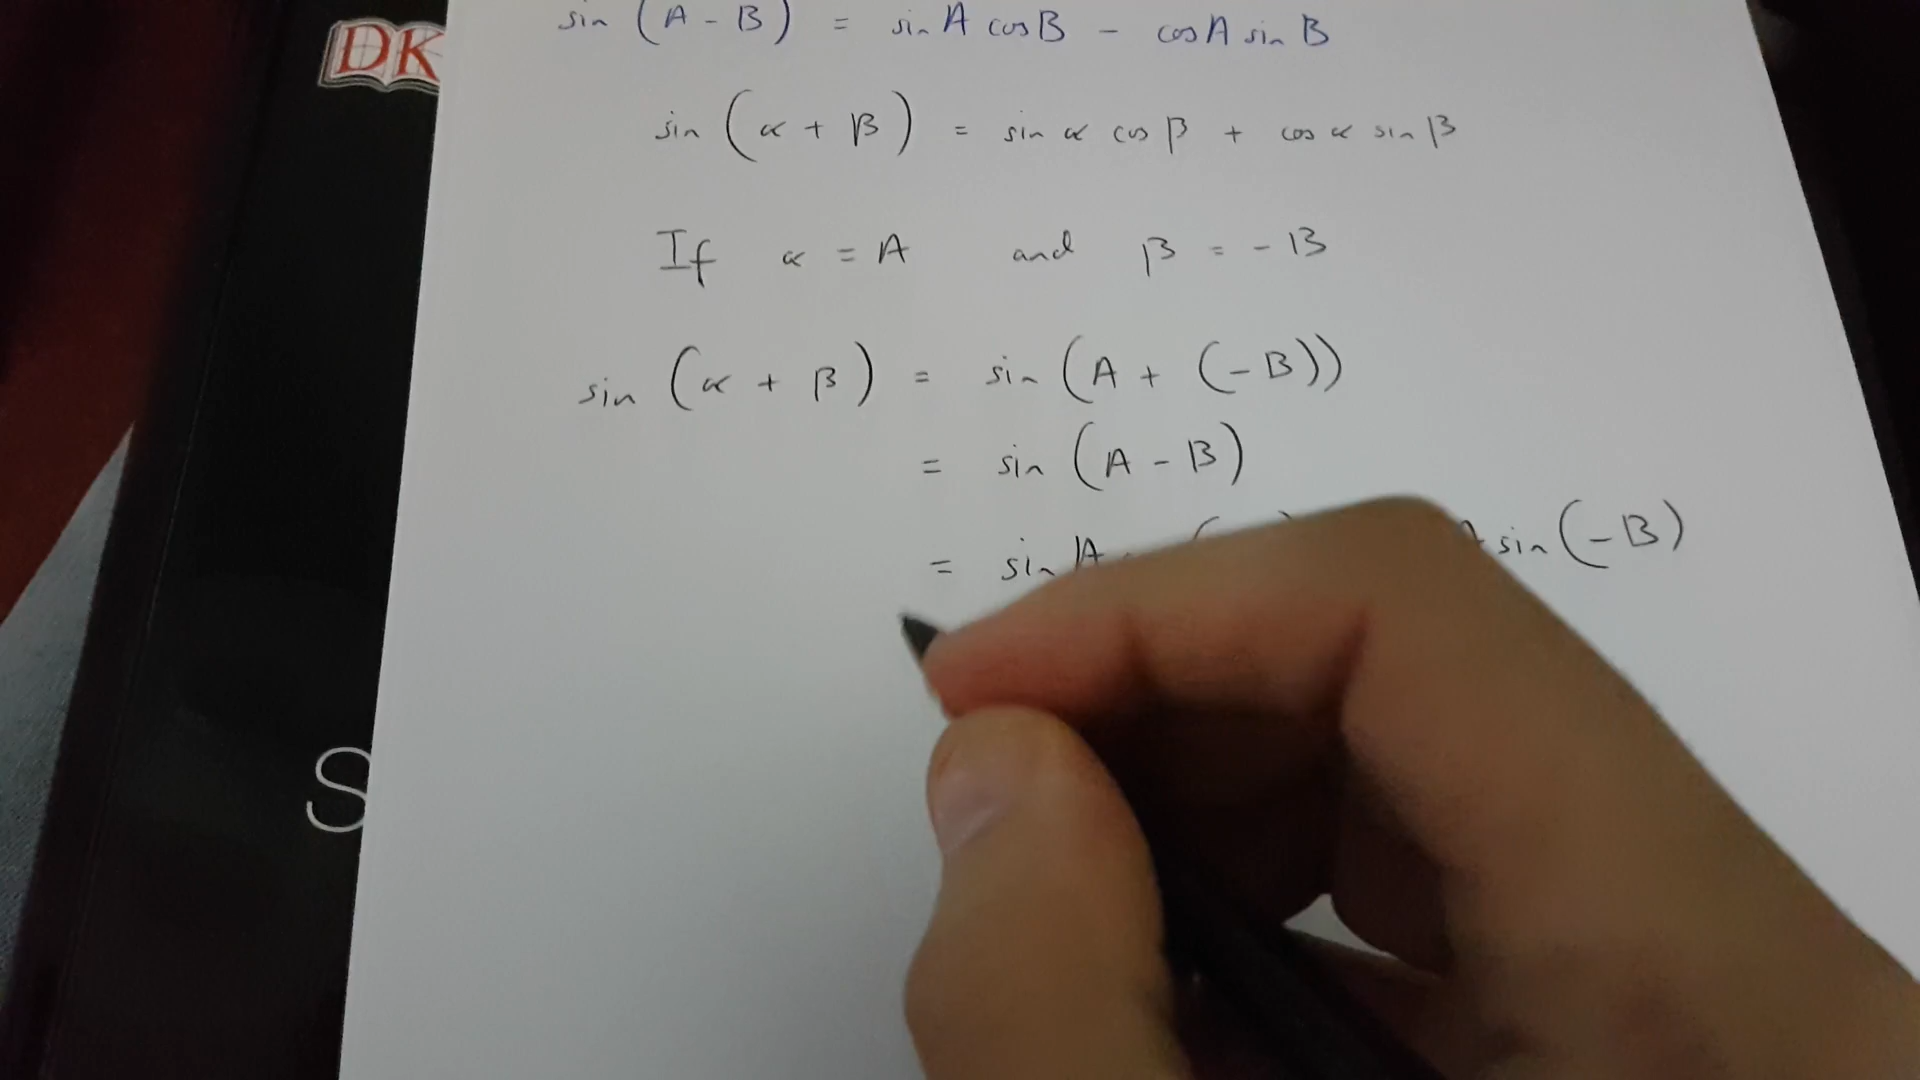 DK
sin (A - B) = sin A cos B - cos A sin B
sin (α + β) = sin α cos β + cos α sin β
If α = A and β = -B
sin (α + β) = sin (A + (-B))
= sin (A - B)
= sin A sin (-B)
S